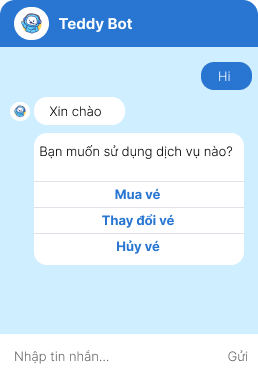 Teddy Bot
Hi
Xin chào
Bạn muốn sử dụng dịch vụ nào?
Mua vé
Thay đổi vé
Hủy vé
Nhập tin nhắn...
Gửi